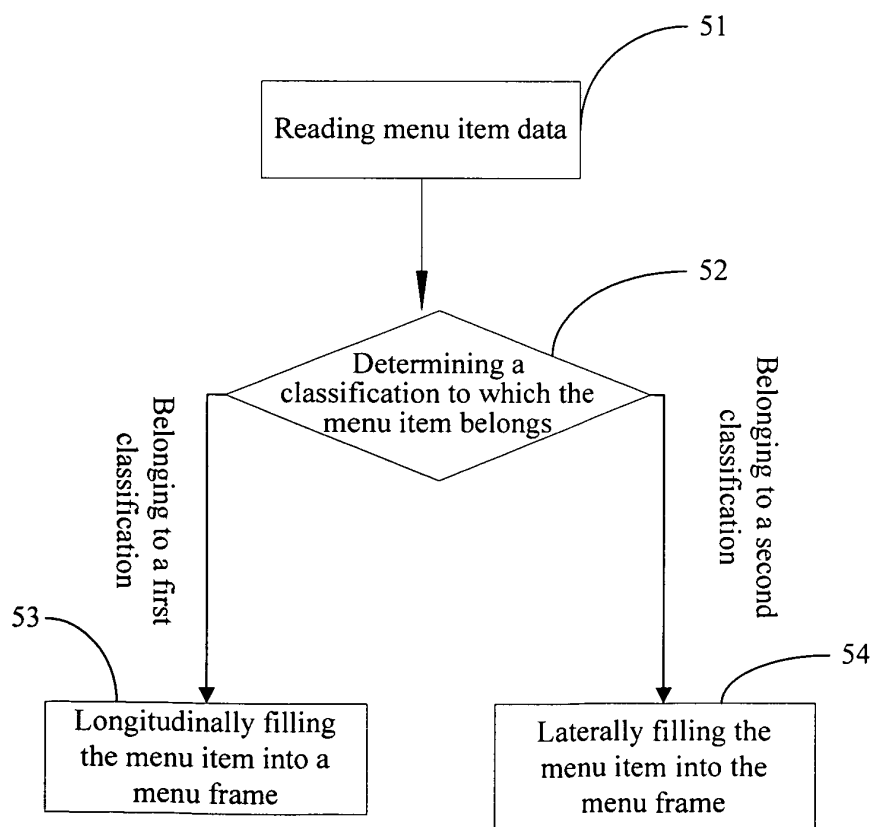 51
Reading menu item data
52
Determining a
classification to which the
menu item belongs
Belonging to a first
classification
Belonging to a second
classification
53
Longitudinally filling
the menu item into a
menu frame
54
Laterally filling the
menu item into the
menu frame